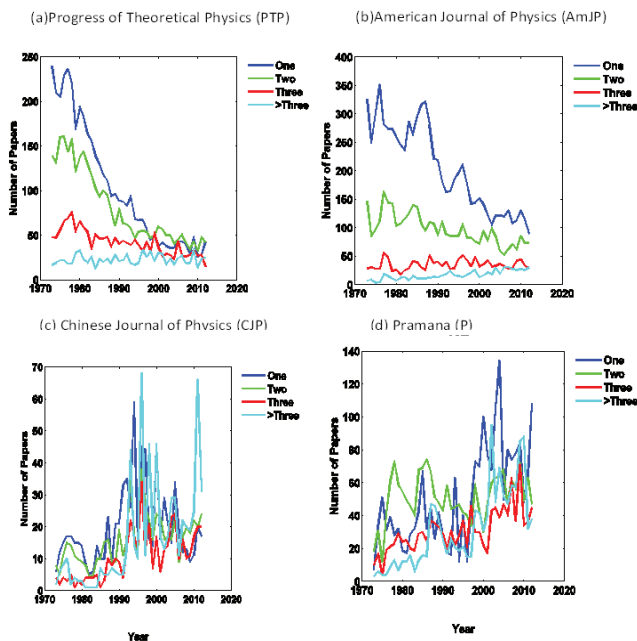 (a)Progress of Theoretical Physics (PTP)
250
200
150
100
50
0
Number of Papers
1970 1980 1990 2000 2010 2020
One
Two
Three
>Three
(b)American Journal of Physics (AmJP)
400
350
300
250
200
150
100
50
0
Number of Papers
1970 1980 1990 2000 2010 2020
One
Two
Three
>Three
(c) Chinese Journal of Physics (CJP)
70
60
50
40
30
20
10
0
Number of Papers
1970 1980 1990 2000 2010 2020
Year
One
Two
Three
>Three
(d) Pramana (P)
140
120
100
80
60
40
20
0
Number of Papers
1970 1980 1990 2000 2010 2020
Year
One
Two
Three
>Three